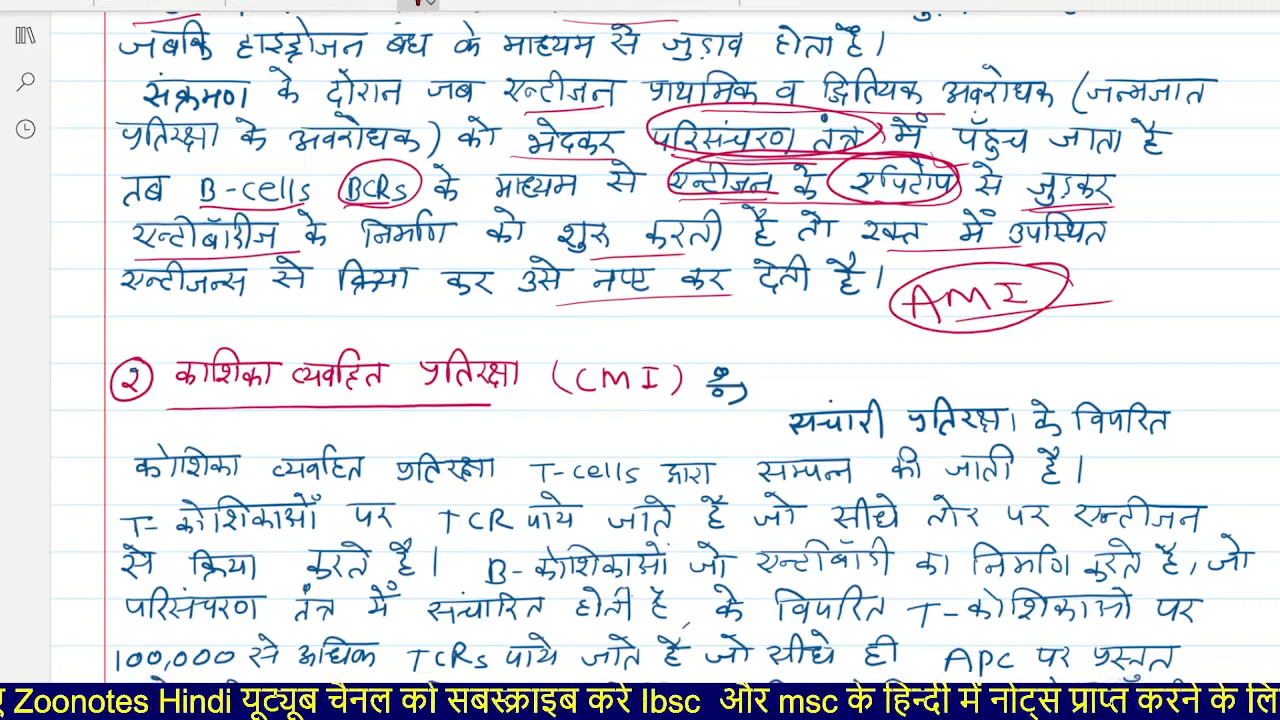 जबकि हाइड्रोजन बंध के माध्यम से जुड़ाव होता है।
संक्रमण के दौरान जब एन्टीजन प्राथमिक व द्वितियक अवरोधक (जन्मजात
प्रतिरक्षा के अवरोधक) को भेदकर परिसंचरण तंत्र में पहुँच जाता है
तब B-cells BCRs के माध्यम से एन्टीजन के एपिटोप से जुडकर
एन्टीबॉडीज के निर्माण को शुरू करती है तो रक्त में उपस्थित
एन्टीजन्स से क्रिया कर उसे नष्ट कर देती है।
AMI
२ कोशिका व्यवहित प्रतिरक्षा (CMI)
संचारी प्रतिरक्षा के विपरित
कोशिका व्यवहित प्रतिरक्षा T-cells द्वारा सम्पन्न की जाती है।
T-कोशिकाओं पर TCR पाये जाते है जो सीधे तोर पर एन्टीजन
से क्रिया करते है। B-कोशिकाओं जो एन्टीबॉडी का निर्माण करते है, जो
परिसंचरण तंत्र में संचारित होती है, के विपरित T-कोशिकाओं पर
100,000 से अधिक TCRs पाये जाते है जो सीधे ही APC पर प्रस्तुत
Zoonotes Hindi यूट्यूब चैनल को सबस्क्राइब करे Ibsc और msc के हिन्दी में नोट्स प्राप्त करने के लि